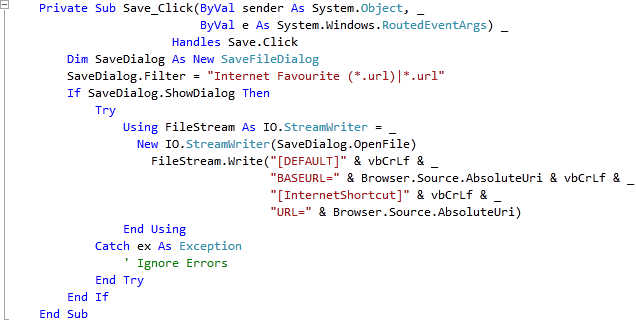 Private Sub Save_Click(ByVal sender As System.Object, _
ByVal e As System.Windows.RoutedEventArgs) _
Handles Save.Click
Dim SaveDialog As New SaveFileDialog
SaveDialog.Filter = "Internet Favourite (*.url)|*.url"
If SaveDialog.ShowDialog Then
Try
Using FileStream As IO.StreamWriter = _
New IO.StreamWriter(SaveDialog.OpenFile)
FileStream.Write("[DEFAULT]" & vbCrLf & _
"BASEURL=" & Browser.Source.AbsoluteUri & vbCrLf & _
"[InternetShortcut]" & vbCrLf & _
"URL=" & Browser.Source.AbsoluteUri)
End Using
Catch ex As Exception
' Ignore Errors
End Try
End If
End Sub